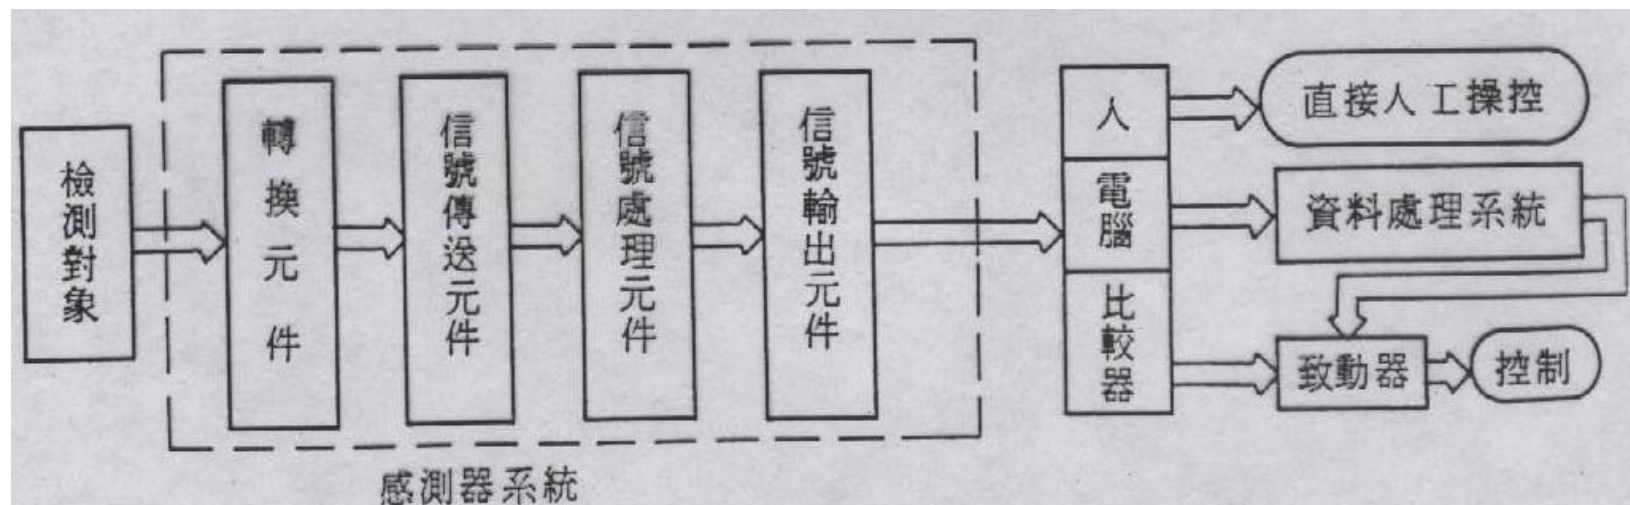 檢測對象
轉換元件
信號傳送元件
信號處理元件
信號輸出元件
感測器系統
人
電腦
比較器
直接人工操控
資料處理系統
致動器
控制